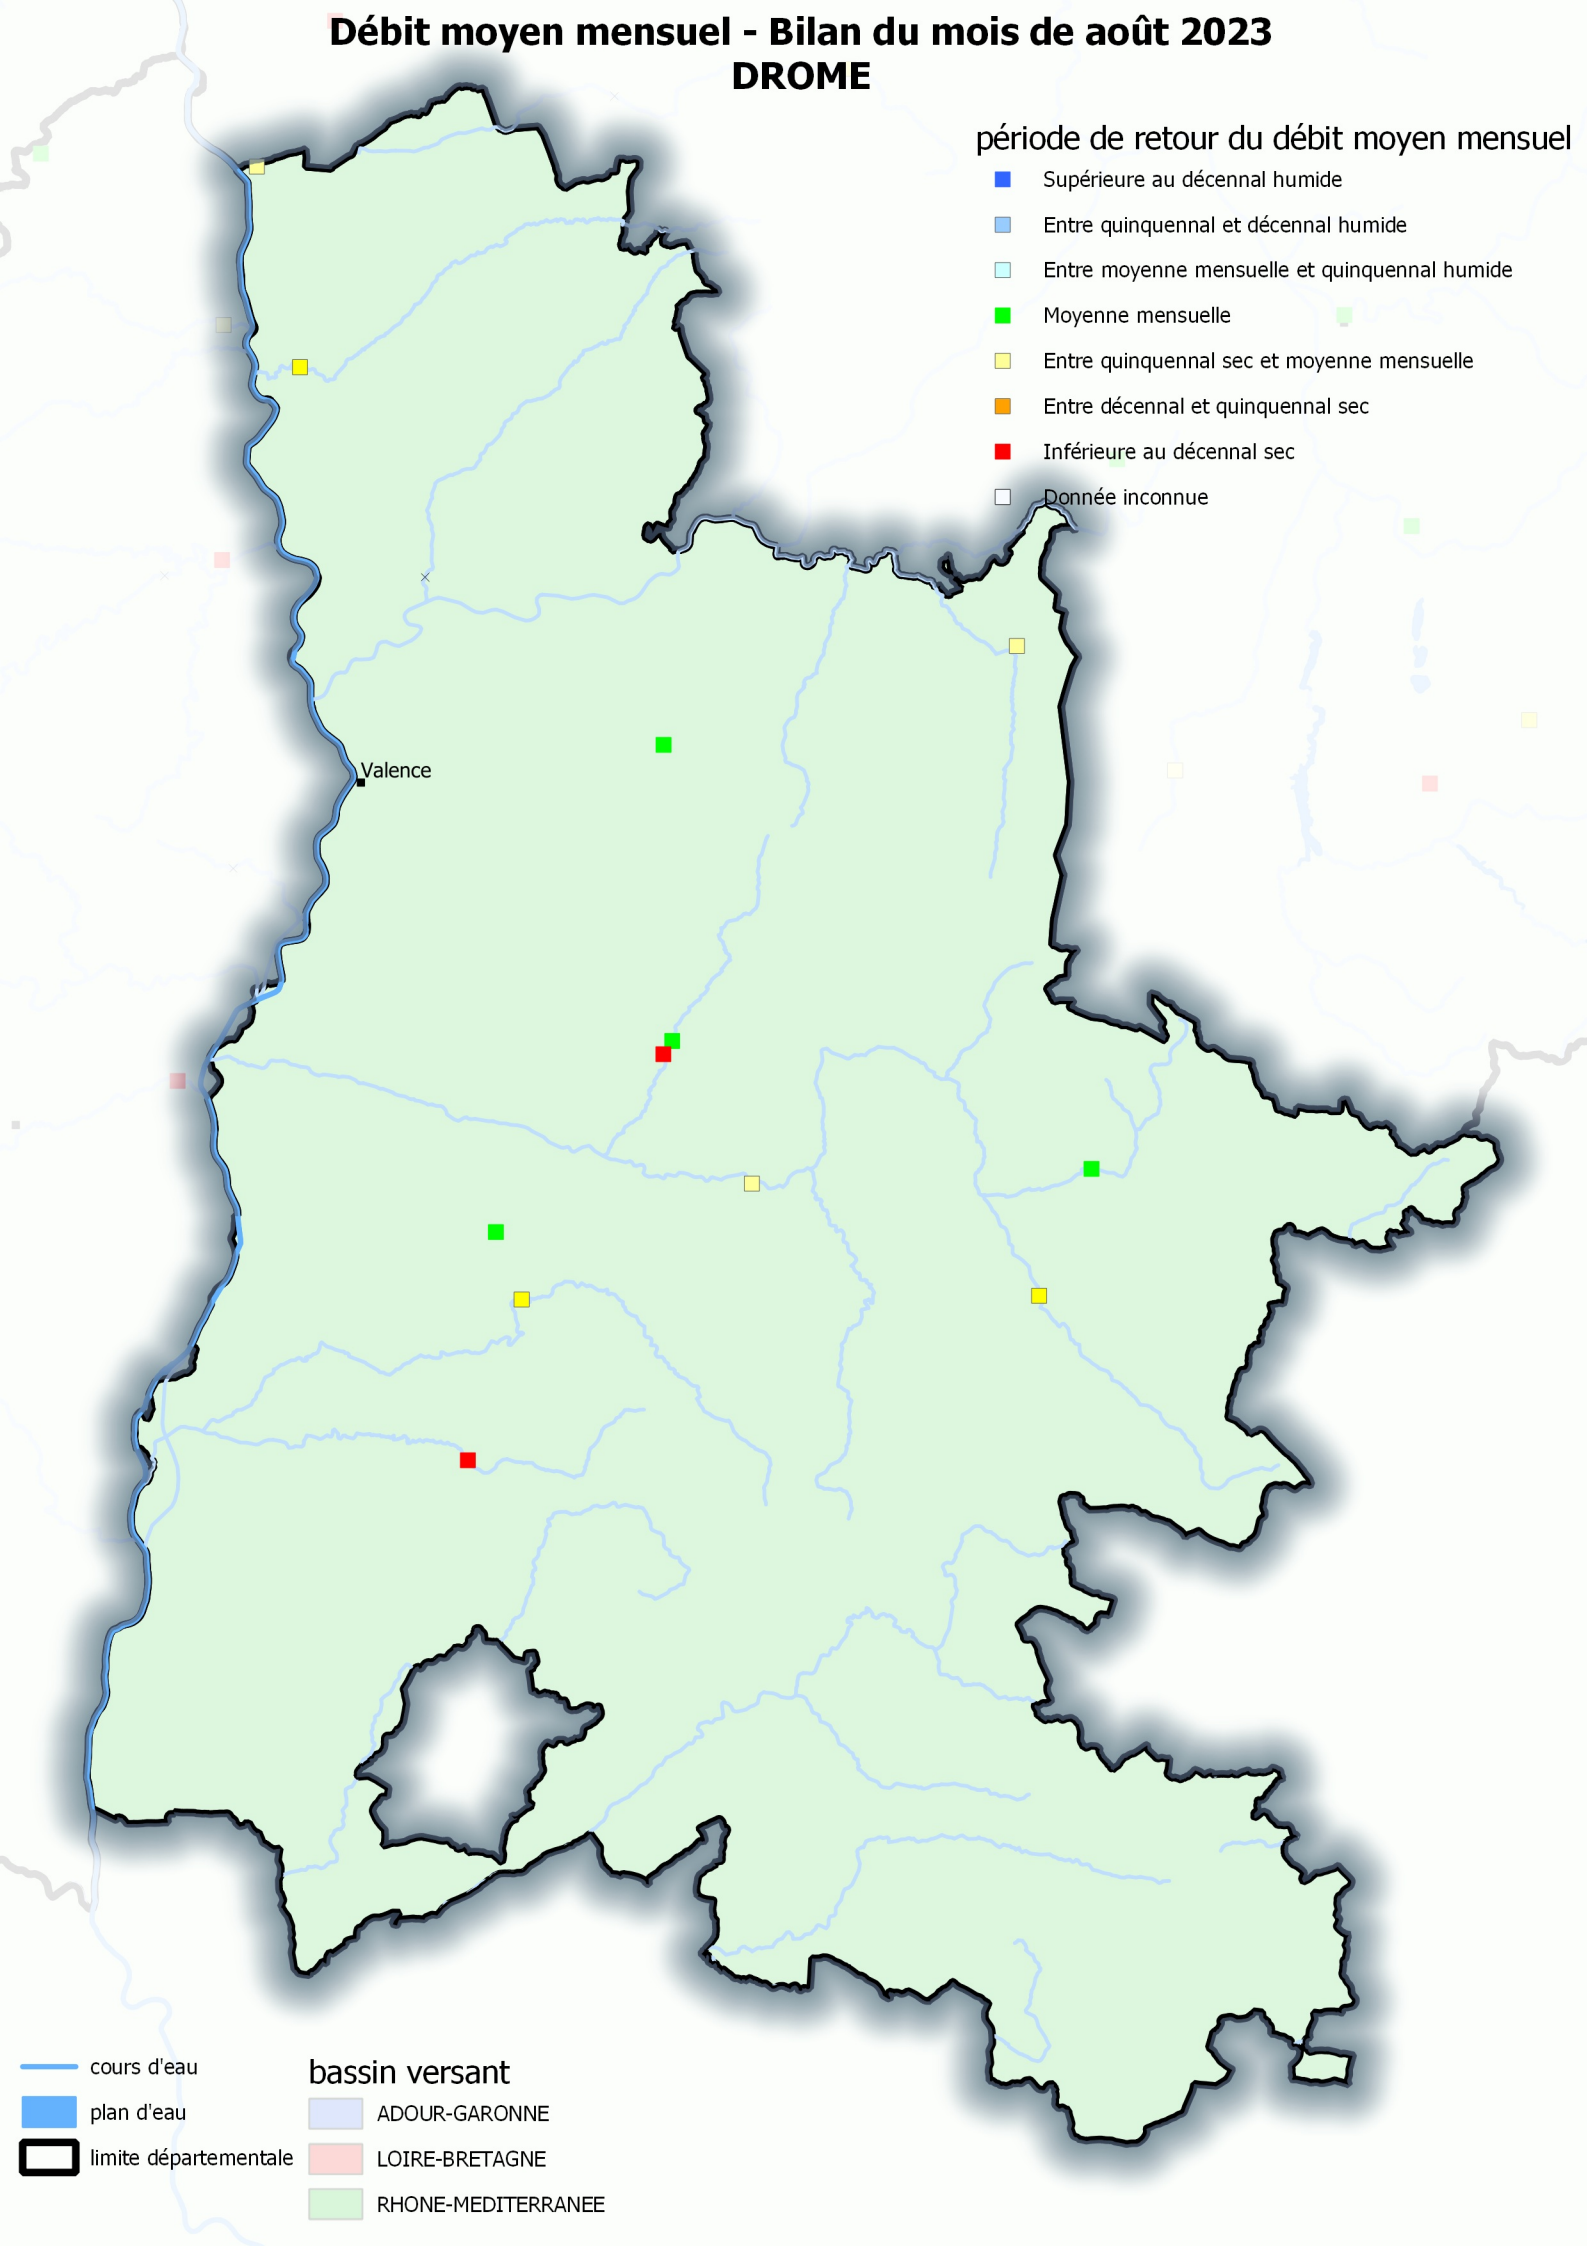 Débit moyen mensuel - Bilan du mois de août 2023
DROME
période de retour du débit moyen mensuel
Supérieure au décennal humide
Entre quinquennal et décennal humide
Entre moyenne mensuelle et quinquennal humide
Moyenne mensuelle
Entre quinquennal sec et moyenne mensuelle
Entre décennal et quinquennal sec
Inférieure au décennal sec
Donnée inconnue
Valence
cours d'eau
plan d'eau
limite départementale
bassin versant
ADOUR-GARONNE
LOIRE-BRETAGNE
RHONE-MEDITERRANEE